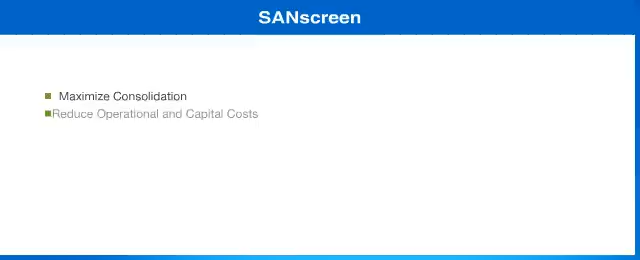 SANscreen
Maximize Consolidation
Reduce Operational and Capital Costs